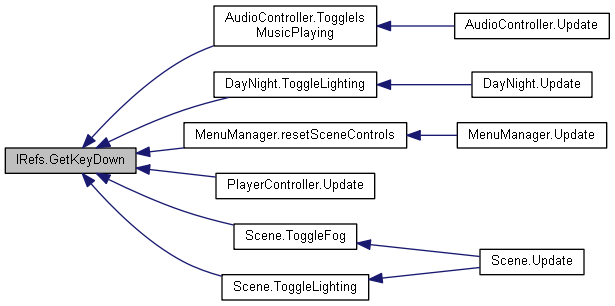 AudioController.ToggleIs
MusicPlaying
AudioController.Update
DayNight.ToggleLighting
DayNight.Update
MenuManager.resetSceneControls
MenuManager.Update
IRefs.GetKeyDown
PlayerController.Update
Scene.ToggleFog
Scene.Update
Scene.ToggleLighting